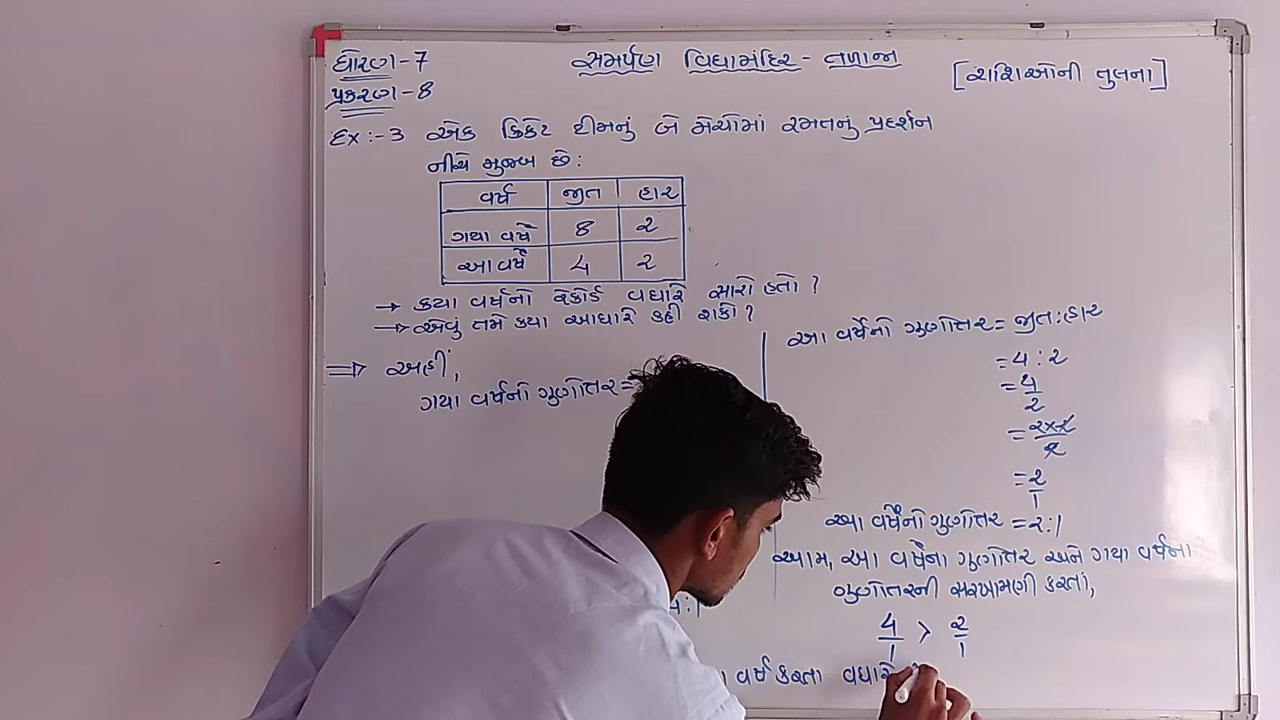 ધોરણ-7
સમર્પણ વિદ્યામંદિર - તળાજા
[રાશિઓની તુલના]
પ્રકરણ-8
Ex:-3 એક ક્રિકેટ ટીમનું બે મેચોમાં રમતનું પ્રદર્શન
નીચે મુજબ છે:
વર્ષ જીત હાર
ગયા વર્ષે 8 2
આ વર્ષે 4 2
→ કયા વર્ષનો રેકોર્ડ વધારે સારો હતો ?
→ એવું તમે કયા આધારે કહી શકો ?
⇒ અહીં,
ગયા વર્ષનો ગુણોત્તર =
:1
આ વર્ષનો ગુણોત્તર = જીત : હાર
= 4 : 2
= 4/2
= 2×2/2
= 2/1
આ વર્ષનો ગુણોત્તર = 2:1
આમ, આ વર્ષના ગુણોત્તર અને ગયા વર્ષના
ગુણોત્તરની સરખામણી કરતાં,
4/1 > 2/1
વર્ષ કરતા વધારે